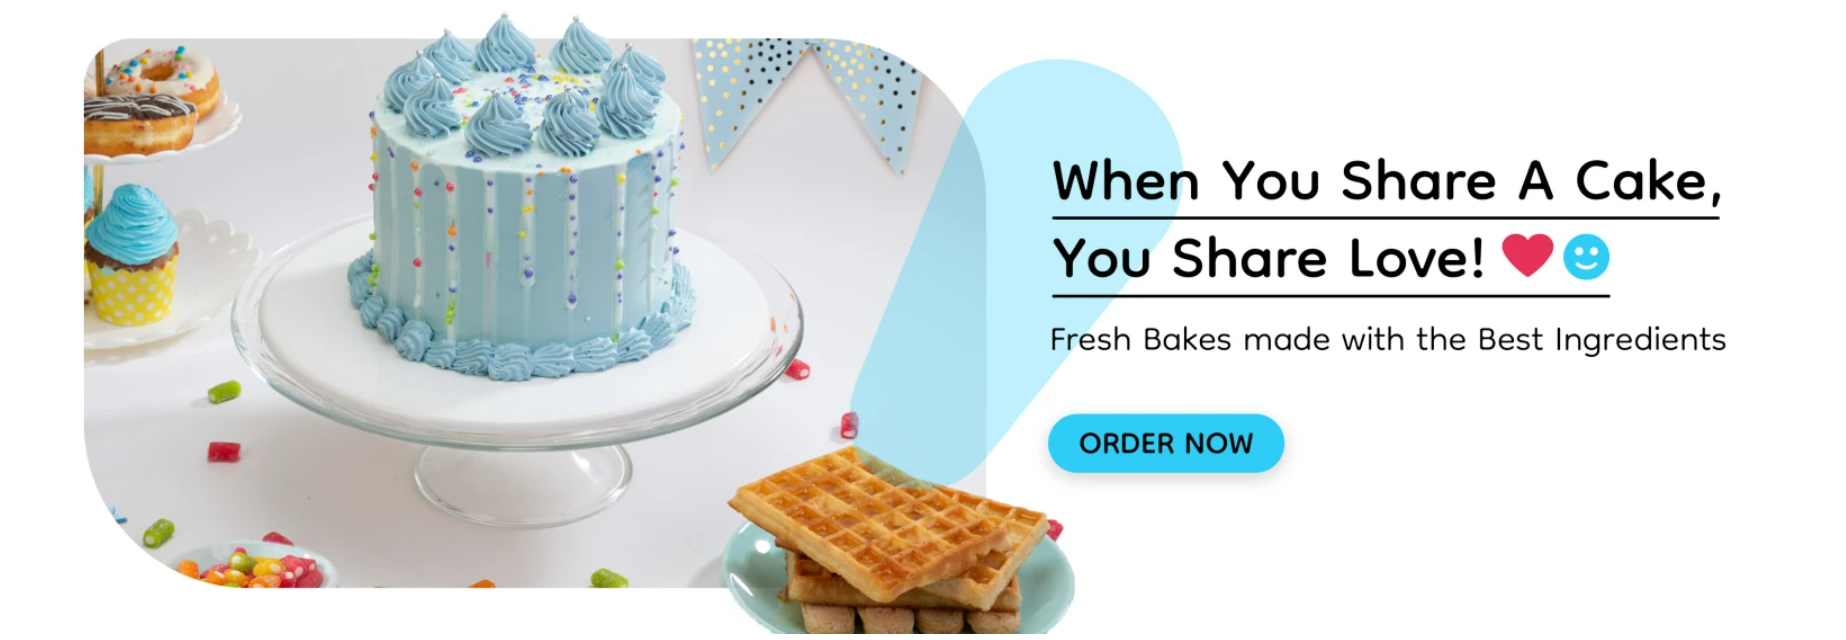 When You Share A Cake,
You Share Love! ❤️🙂
Fresh Bakes made with the Best Ingredients
ORDER NOW